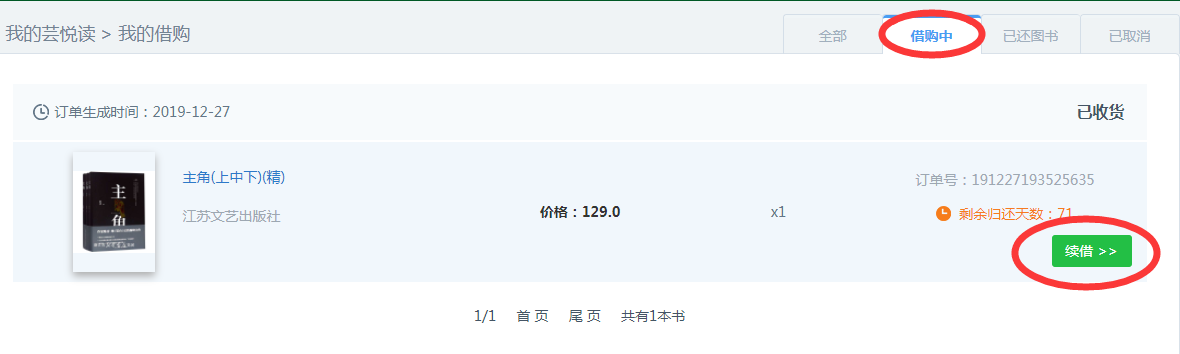 我的芸悦读 > 我的借购
全部 借购中 已还图书 已取消
订单生成时间：2019-12-27 已收货
主角(上中下)(精)
江苏文艺出版社
价格：129.0
x1
订单号：191227193525635
剩余归还天数：71
续借 >>
主角
1/1 首 页 尾 页 共有1本书